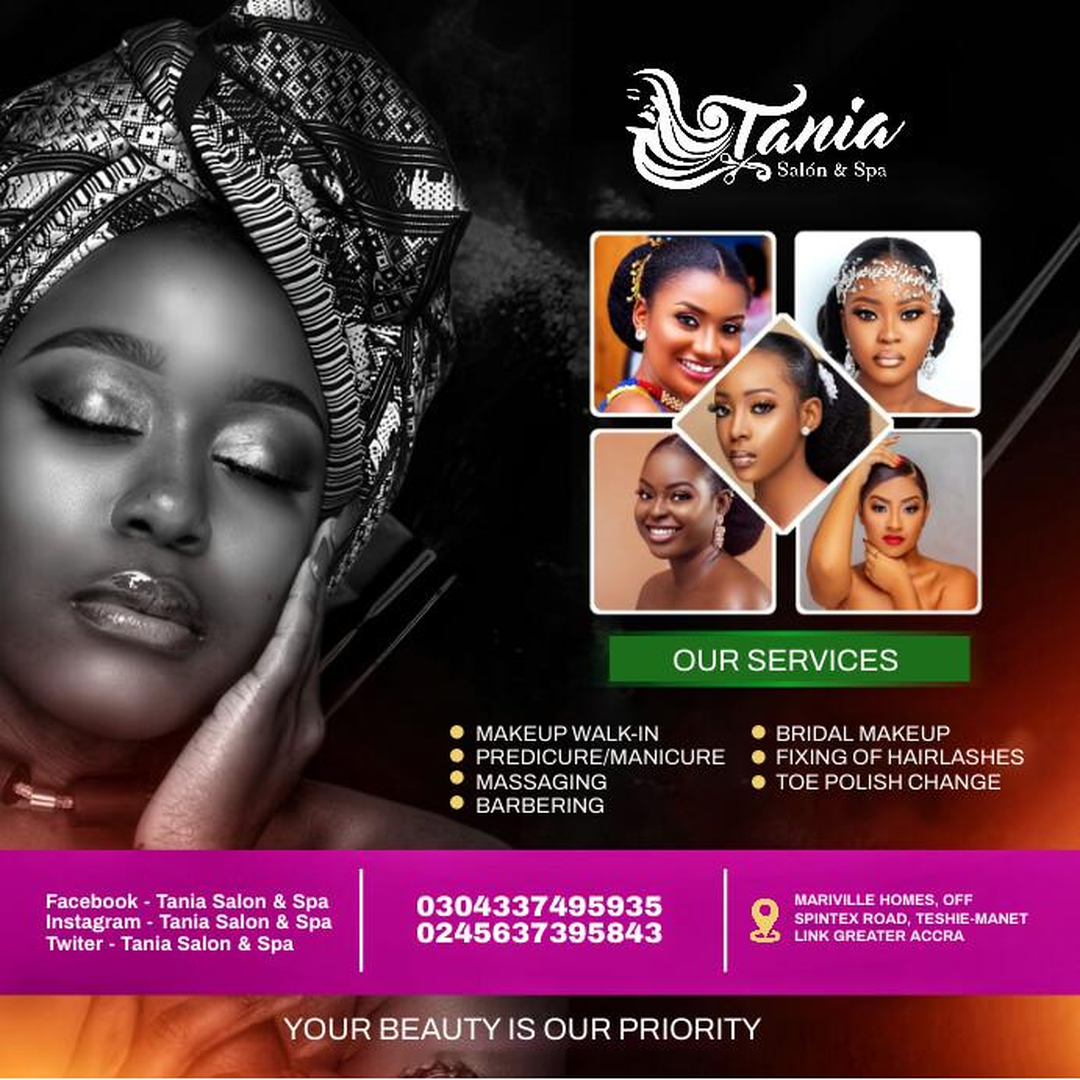 Tania
Salón & Spa
OUR SERVICES
MAKEUP WALK-IN
PREDICURE/MANICURE
MASSAGING
BARBERING
BRIDAL MAKEUP
FIXING OF HAIRLASHES
TOE POLISH CHANGE
Facebook - Tania Salon & Spa
Instagram - Tania Salon & Spa
Twiter - Tania Salon & Spa
0304337495935
0245637395843
MARIVILLE HOMES, OFF
SPINTEX ROAD, TESHIE-MANET
LINK GREATER ACCRA
YOUR BEAUTY IS OUR PRIORITY